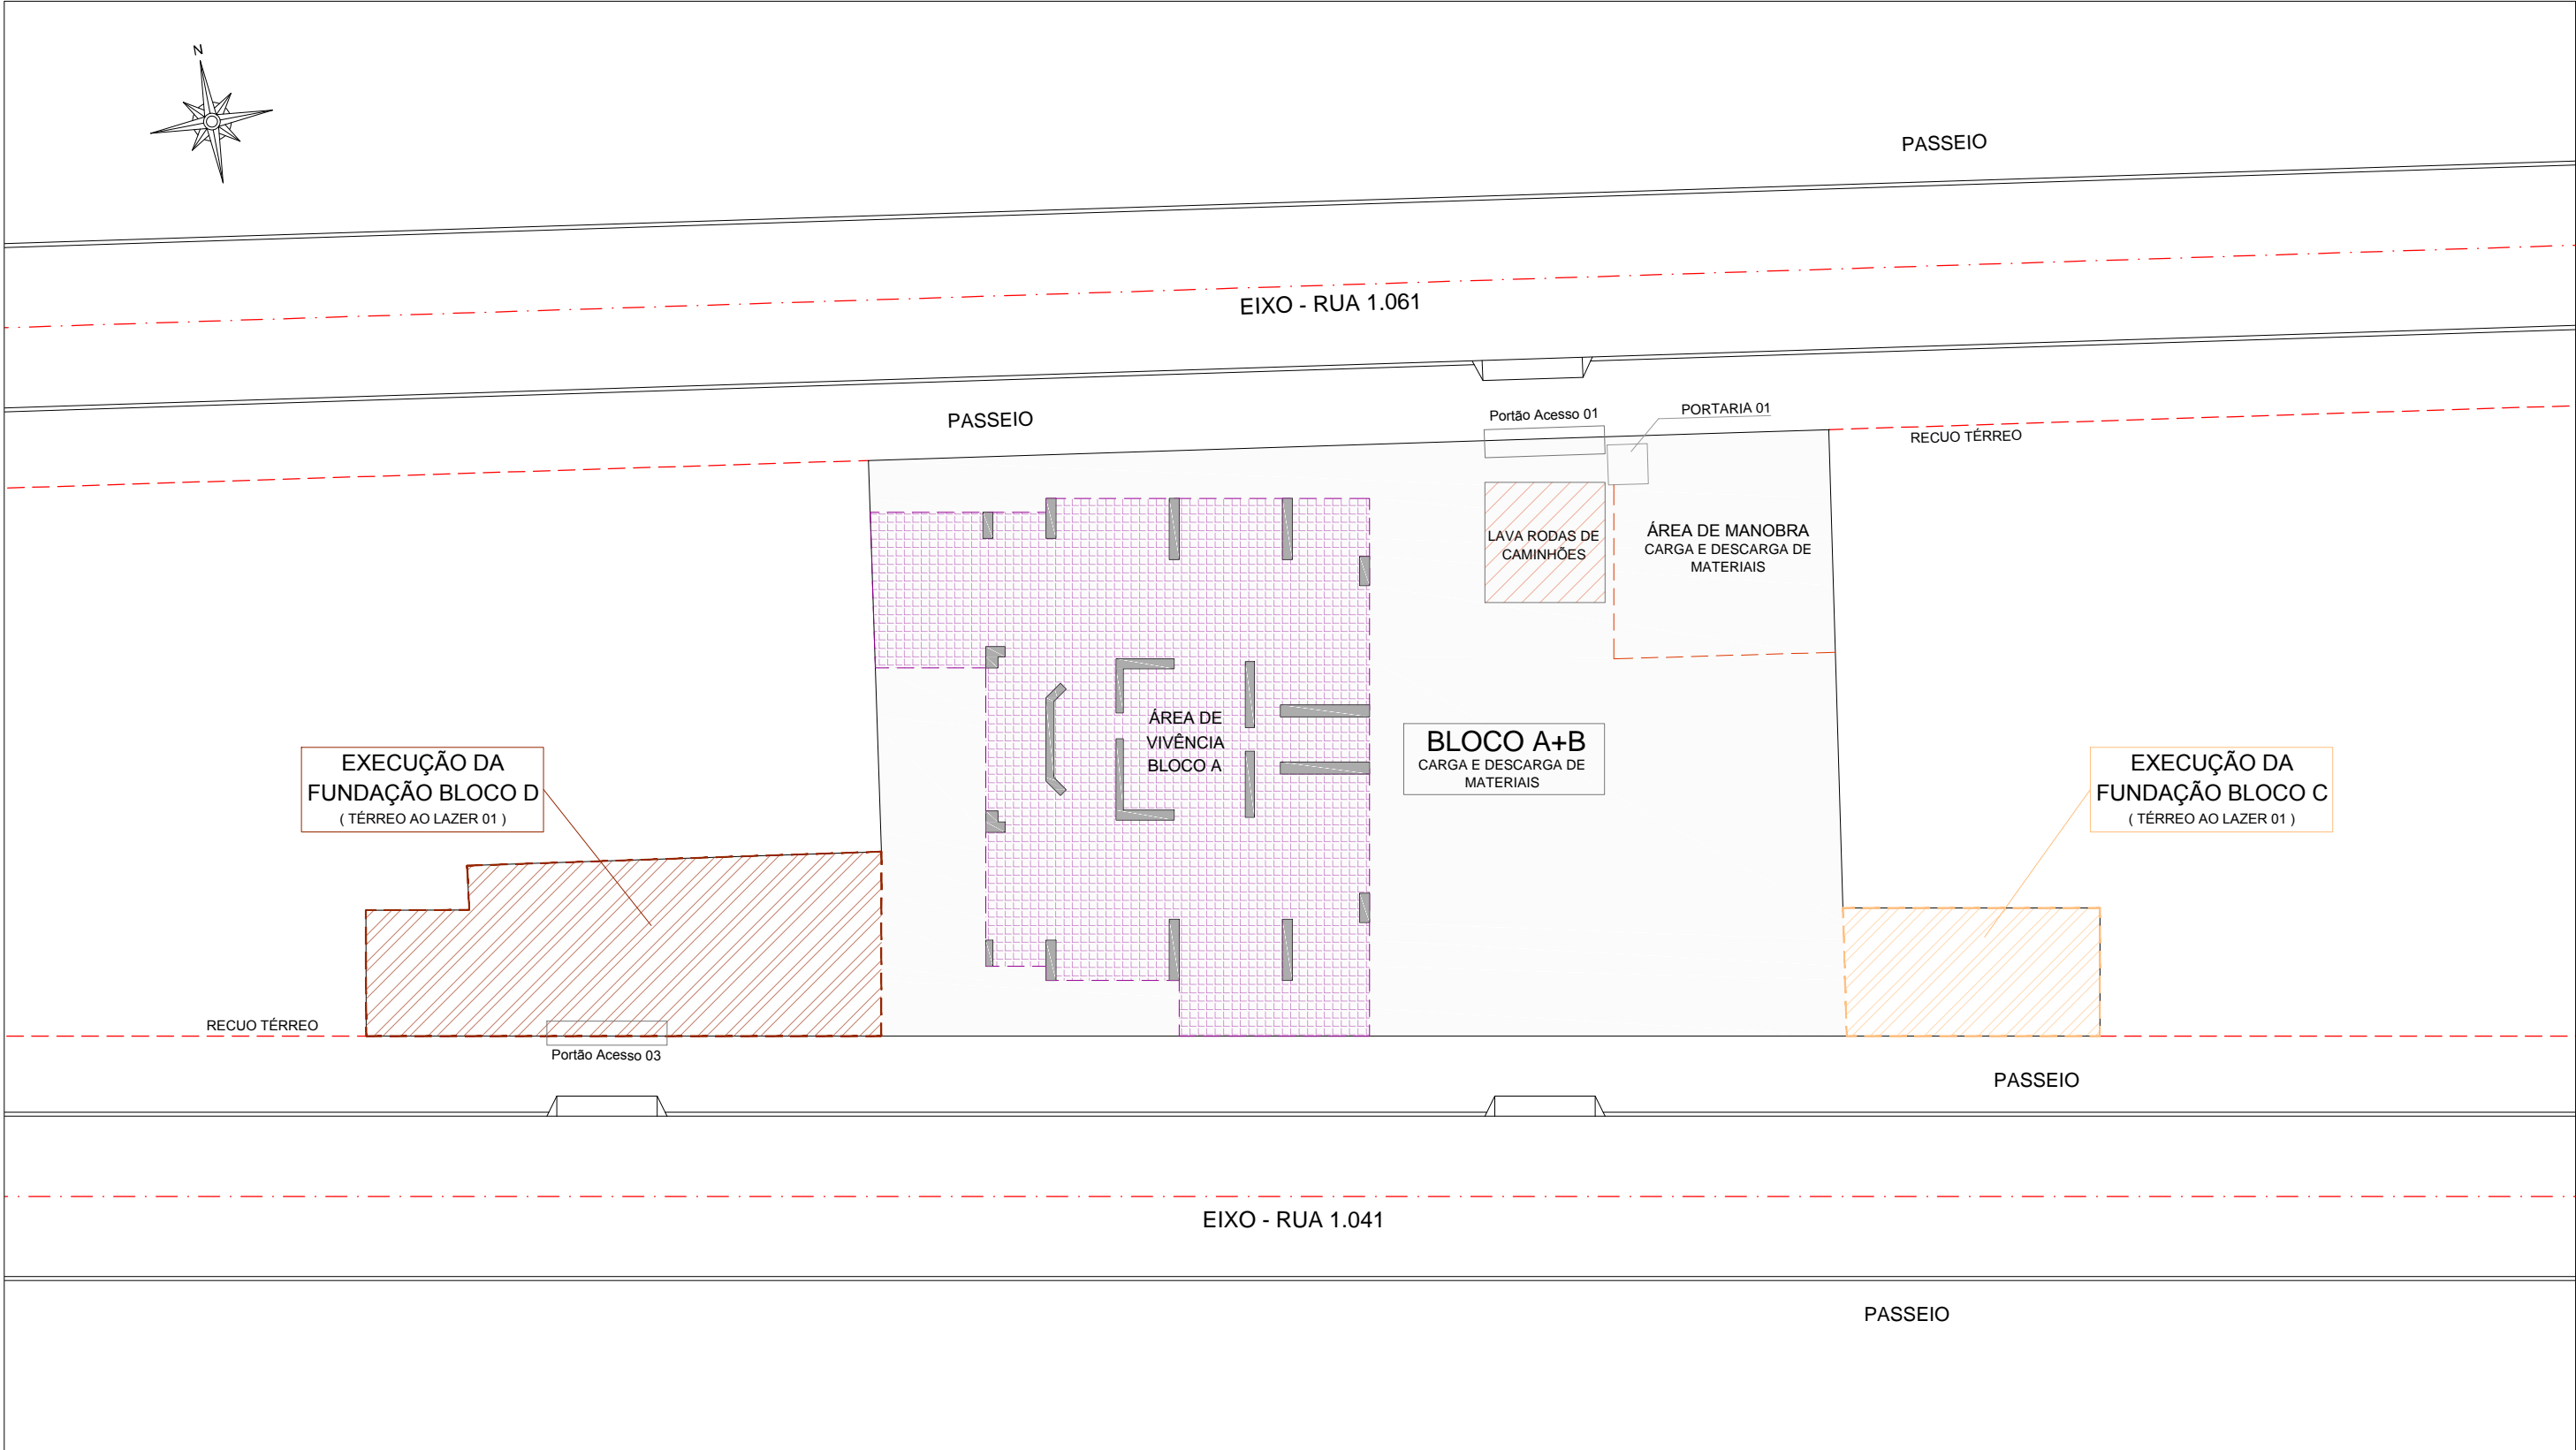 N
PASSEIO
EIXO - RUA 1.061
PASSEIO
Portão Acesso 01
PORTARIA 01
RECUO TÉRREO
LAVA RODAS DE
CAMINHÕES
ÁREA DE MANOBRA
CARGA E DESCARGA DE
MATERIAIS
ÁREA DE
VIVÊNCIA
BLOCO A
BLOCO A+B
CARGA E DESCARGA DE
MATERIAIS
EXECUÇÃO DA
FUNDAÇÃO BLOCO D
( TÉRREO AO LAZER 01 )
EXECUÇÃO DA
FUNDAÇÃO BLOCO C
( TÉRREO AO LAZER 01 )
RECUO TÉRREO
Portão Acesso 03
PASSEIO
EIXO - RUA 1.041
PASSEIO